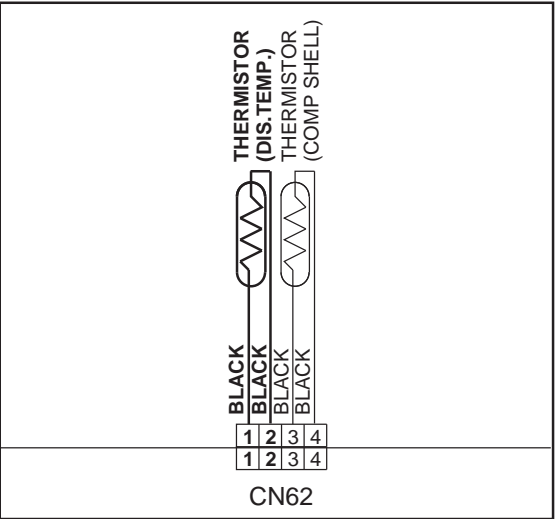 THERMISTOR
(DIS.TEMP.)
THERMISTOR
(COMP SHELL)
BLACK
BLACK
BLACK
BLACK
1 2 3 4
1 2 3 4
CN62